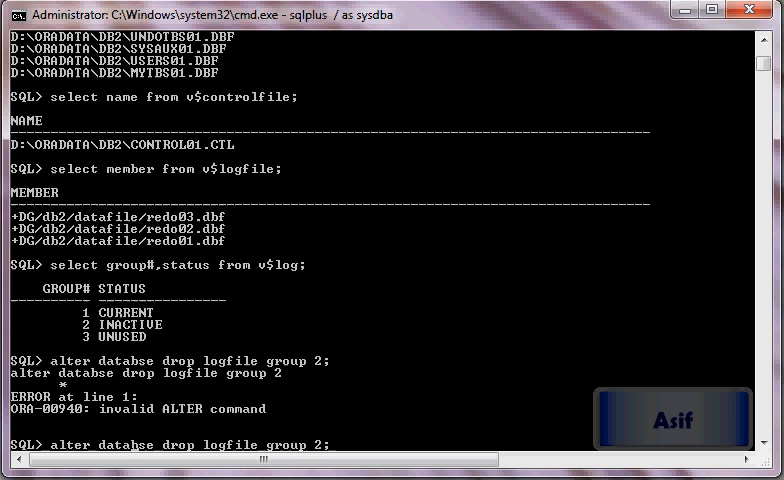 Administrator: C:\Windows\system32\cmd.exe - sqlplus / as sysdba
D:\ORADATA\DB2\UNDOTBS01.DBF
D:\ORADATA\DB2\SYSAUX01.DBF
D:\ORADATA\DB2\USERS01.DBF
D:\ORADATA\DB2\MYTBS01.DBF
SQL> select name from v$controlfile;
NAME
--------------------------------------------------------------------------------
D:\ORADATA\DB2\CONTROL01.CTL
SQL> select member from v$logfile;
MEMBER
--------------------------------------------------------------------------------
+DG/db2/datafile/redo03.dbf
+DG/db2/datafile/redo02.dbf
+DG/db2/datafile/redo01.dbf
SQL> select group#,status from v$log;
GROUP# STATUS
---------- ----------------
1 CURRENT
2 INACTIVE
3 UNUSED
SQL> alter databse drop logfile group 2;
alter databse drop logfile group 2
*
ERROR at line 1:
ORA-00940: invalid ALTER command
SQL> alter databse drop logfile group 2;
Asif